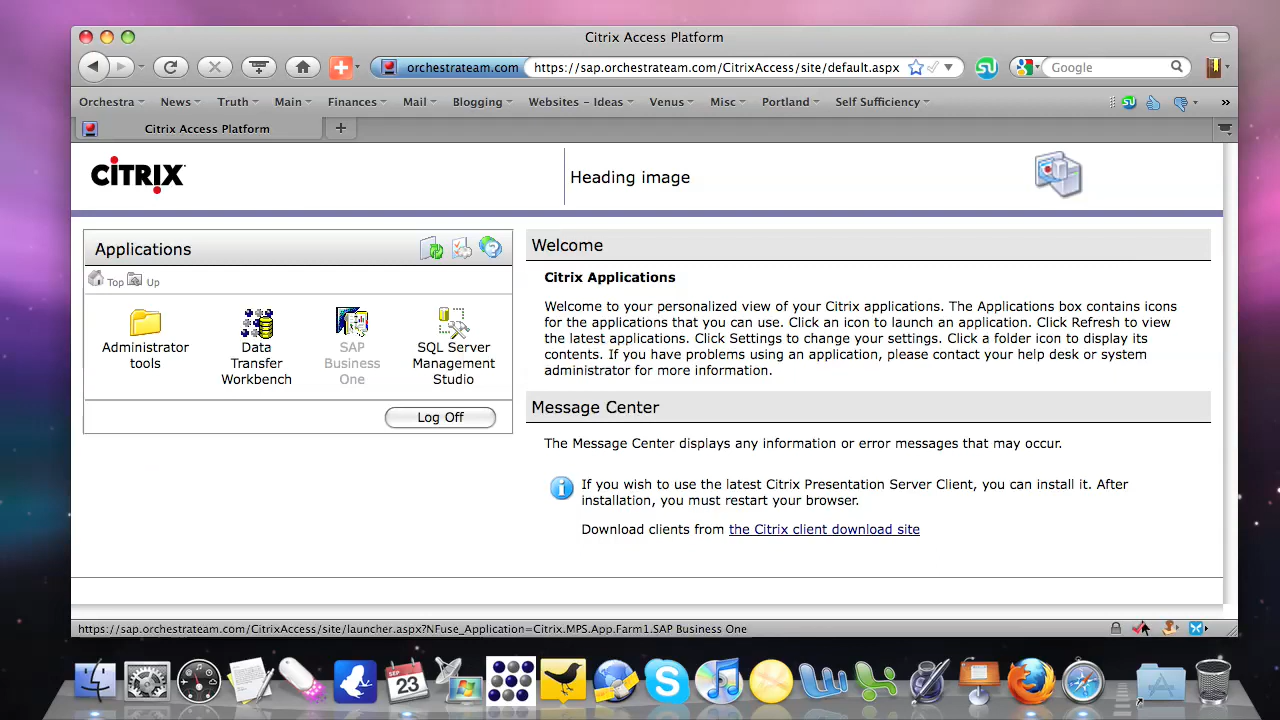 Citrix Access Platform
orchestrateam.com
https://sap.orchestrateam.com/CitrixAccess/site/default.aspx
Google
Orchestra
News
Truth
Main
Finances
Mail
Blogging
Websites - Ideas
Venus
Misc
Portland
Self Sufficiency
»
Citrix Access Platform
+
CITRIX
Heading image
Applications
Top
Up
Administrator
tools
Data
Transfer
Workbench
SAP
Business
One
SQL Server
Management
Studio
Log Off
Welcome
Citrix Applications
Welcome to your personalized view of your Citrix applications. The Applications box contains icons
for the applications that you can use. Click an icon to launch an application. Click Refresh to view
the latest applications. Click Settings to change your settings. Click a folder icon to display its
contents. If you have problems using an application, please contact your help desk or system
administrator for more information.
Message Center
The Message Center displays any information or error messages that may occur.
If you wish to use the latest Citrix Presentation Server Client, you can install it. After
installation, you must restart your browser.
Download clients from the Citrix client download site
https://sap.orchestrateam.com/CitrixAccess/site/launcher.aspx?NFuse_Application=Citrix.MPS.App.Farm1.SAP Business One
SEP
23